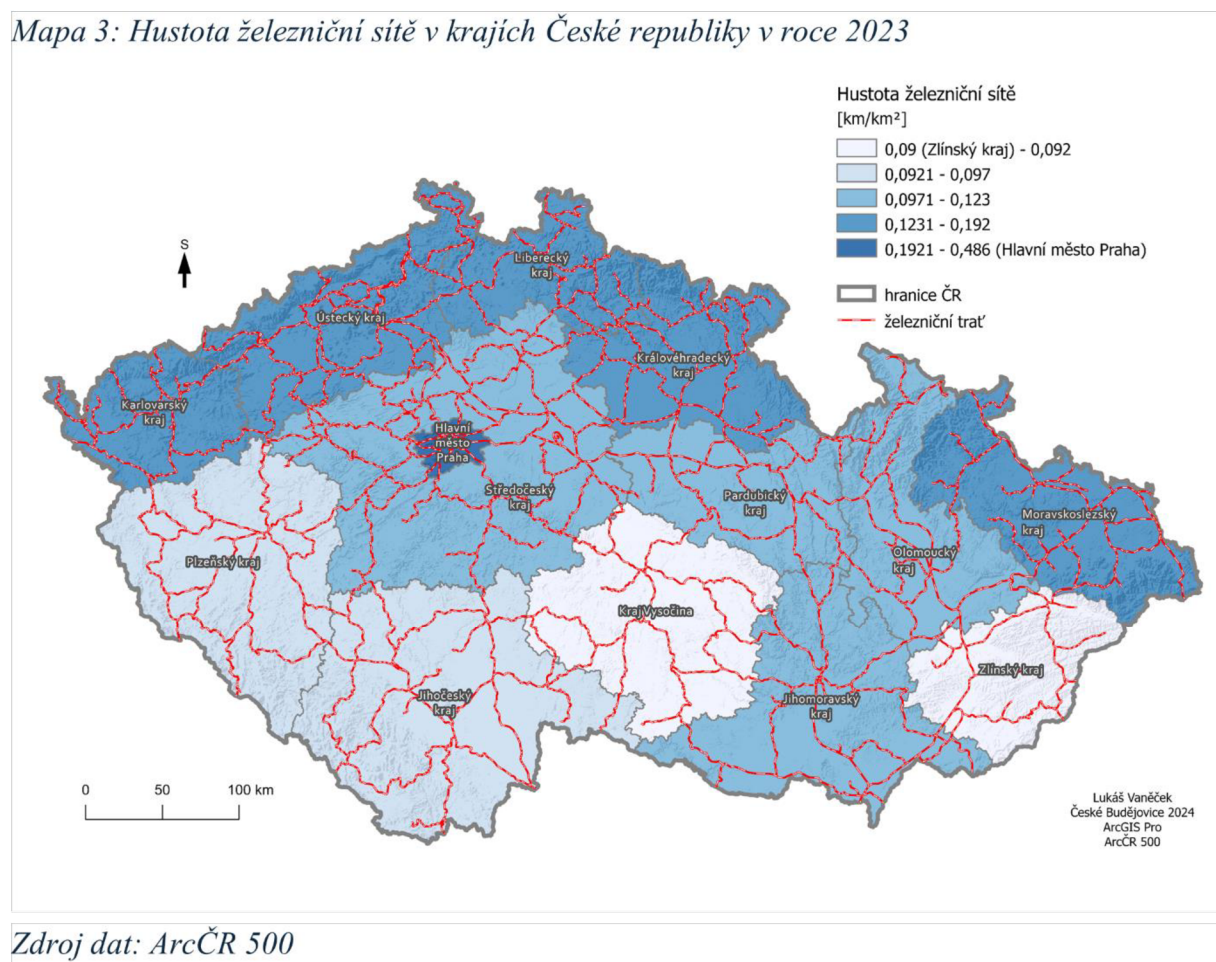 Mapa 3: Hustota železniční sítě v krajích České republiky v roce 2023
Hustota železniční sítě
[km/km²]
0,09 (Zlínský kraj) - 0,092
0,0921 - 0,097
0,0971 - 0,123
0,1231 - 0,192
0,1921 - 0,486 (Hlavní město Praha)
hranice ČR
železniční trať
S
Liberecký
kraj
Ústecký kraj
Královéhradecký
kraj
Karlovarský
kraj
Hlavní
město
Praha
Středočeský
kraj
Pardubický
kraj
Moravskoslezský
kraj
Olomoucký
kraj
Plzeňský kraj
Kraj Vysočina
Zlínský kraj
Jihočeský
kraj
Jihomoravský
kraj
0 50 100 km
Lukáš Vaněček
České Budějovice 2024
ArcGIS Pro
ArcČR 500
Zdroj dat: ArcČR 500